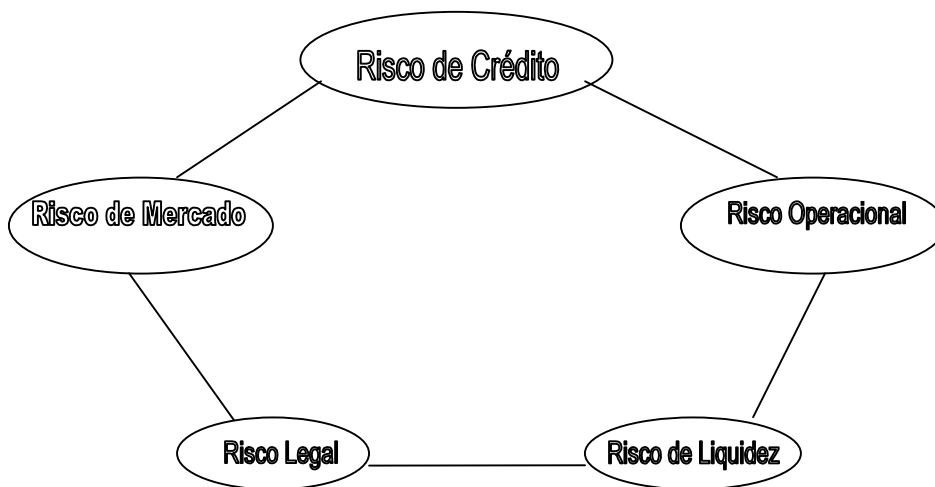 Risco de Crédito
Risco de Mercado
Risco Operacional
Risco Legal
Risco de Liquidez